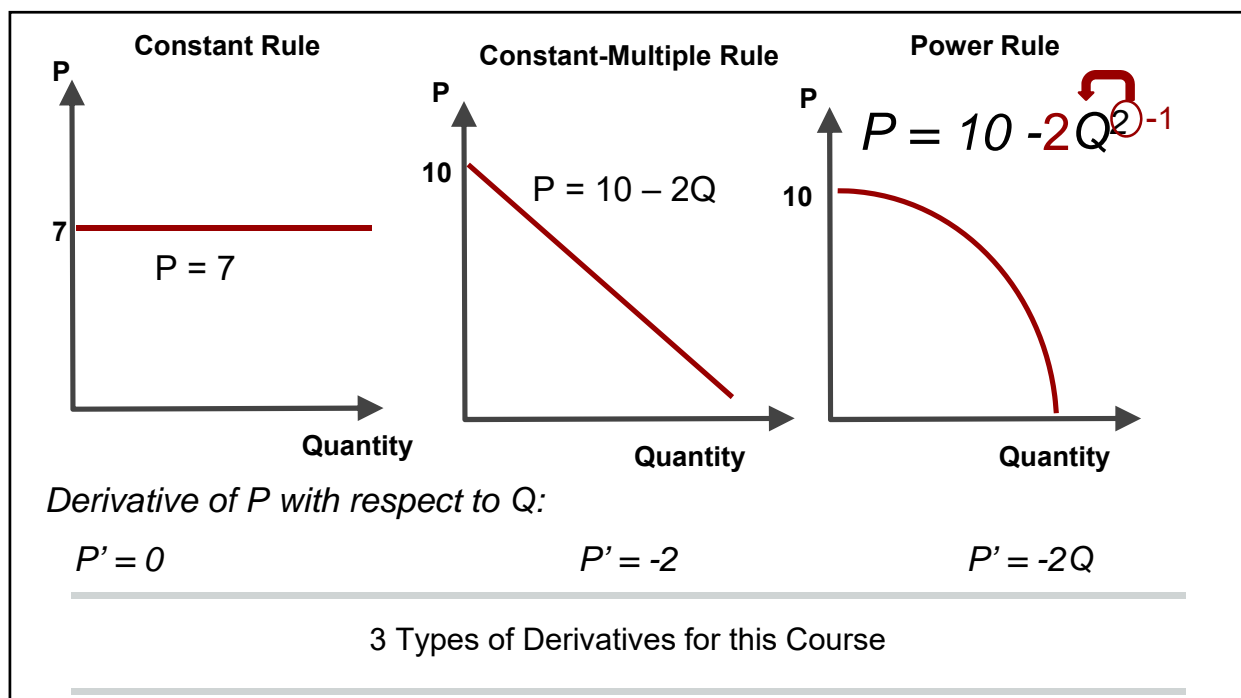 Constant Rule
P
7
P = 7
Quantity
Constant-Multiple Rule
P
10
P = 10 – 2Q
Quantity
Power Rule
P
P = 10 -2Q² -1
10
Quantity
Derivative of P with respect to Q:
P’ = 0
P’ = -2
P’ = -2Q
3 Types of Derivatives for this Course